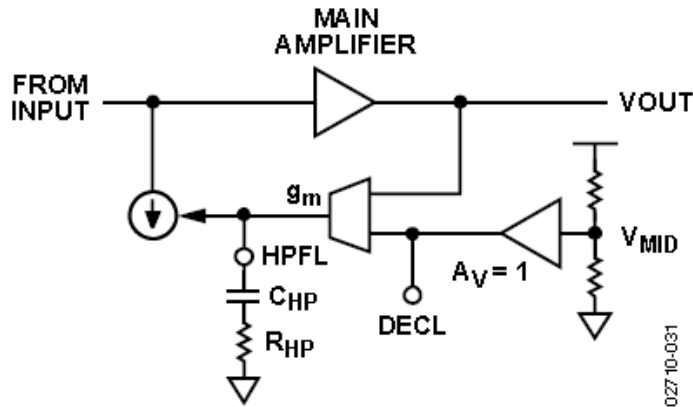 MAIN
AMPLIFIER
FROM
INPUT
VOUT
gm
VMID
HPFL
AV = 1
CHP
DECL
RHP
02710-031